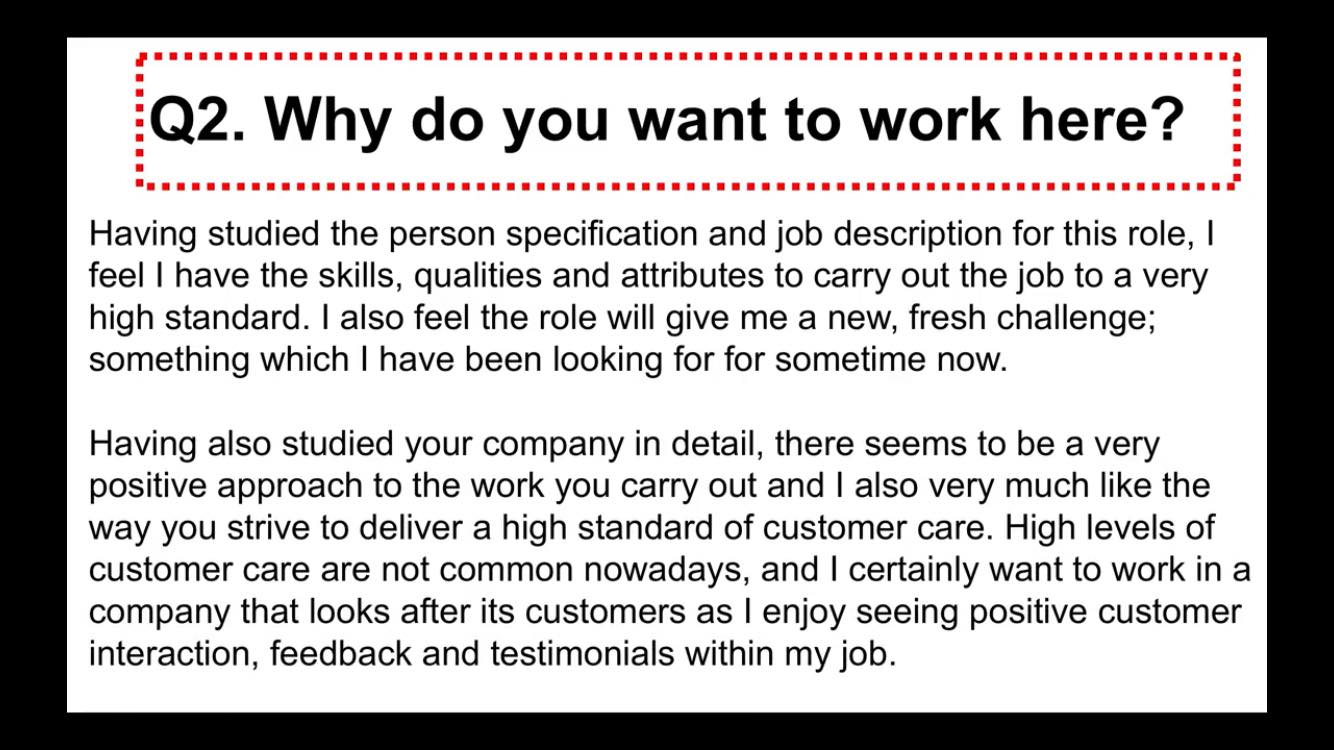 Q2. Why do you want to work here?
Having studied the person specification and job description for this role, I
feel I have the skills, qualities and attributes to carry out the job to a very
high standard. I also feel the role will give me a new, fresh challenge;
something which I have been looking for for sometime now.
Having also studied your company in detail, there seems to be a very
positive approach to the work you carry out and I also very much like the
way you strive to deliver a high standard of customer care. High levels of
customer care are not common nowadays, and I certainly want to work in a
company that looks after its customers as I enjoy seeing positive customer
interaction, feedback and testimonials within my job.